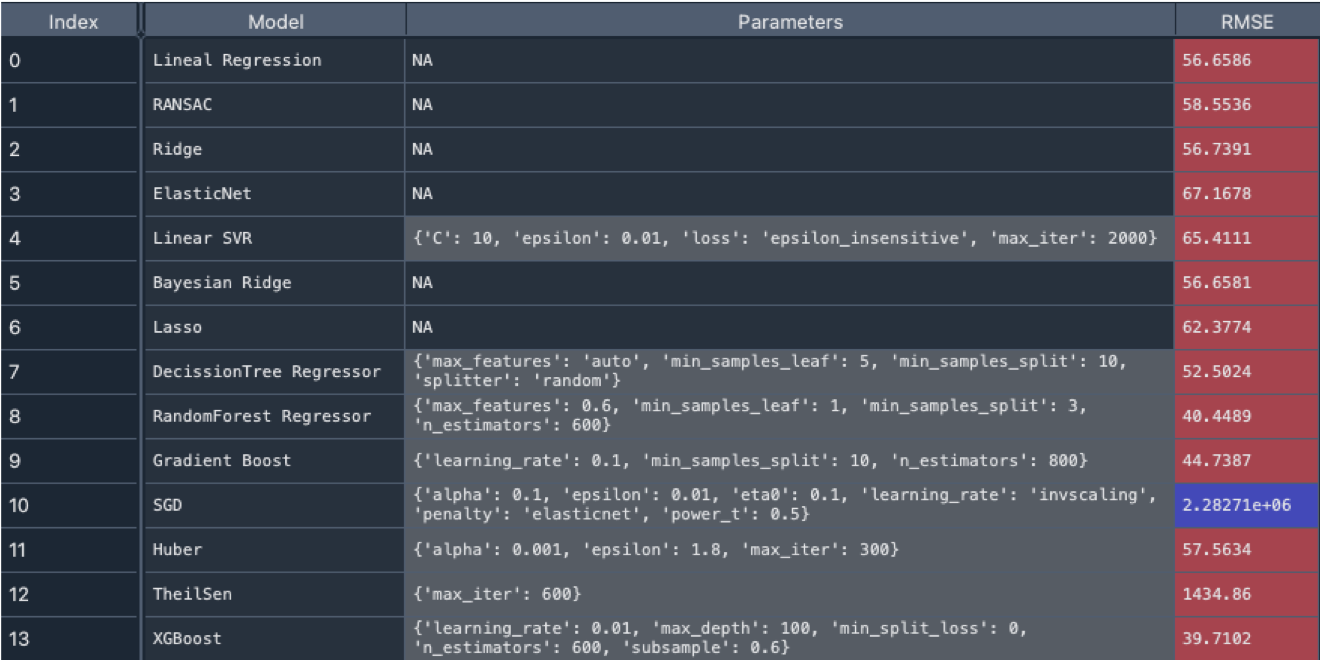 Index Model Parameters RMSE
0 Lineal Regression NA 56.6586
1 RANSAC NA 58.5536
2 Ridge NA 56.7391
3 ElasticNet NA 67.1678
4 Linear SVR {'C': 10, 'epsilon': 0.01, 'loss': 'epsilon_insensitive', 'max_iter': 2000} 65.4111
5 Bayesian Ridge NA 56.6581
6 Lasso NA 62.3774
7 DecissionTree Regressor {'max_features': 'auto', 'min_samples_leaf': 5, 'min_samples_split': 10,
'splitter': 'random'} 52.5024
8 RandomForest Regressor {'max_features': 0.6, 'min_samples_leaf': 1, 'min_samples_split': 3,
'n_estimators': 600} 40.4489
9 Gradient Boost {'learning_rate': 0.1, 'min_samples_split': 10, 'n_estimators': 800} 44.7387
10 SGD {'alpha': 0.1, 'epsilon': 0.01, 'eta0': 0.1, 'learning_rate': 'invscaling',
'penalty': 'elasticnet', 'power_t': 0.5} 2.28271e+06
11 Huber {'alpha': 0.001, 'epsilon': 1.8, 'max_iter': 300} 57.5634
12 TheilSen {'max_iter': 600} 1434.86
13 XGBoost {'learning_rate': 0.01, 'max_depth': 100, 'min_split_loss': 0,
'n_estimators': 600, 'subsample': 0.6} 39.7102